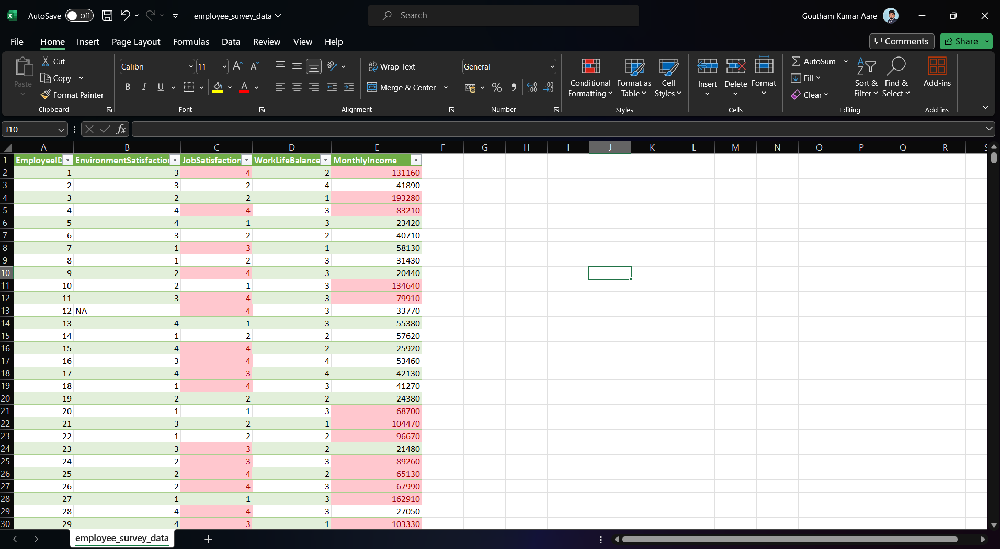 AutoSave Off employee_survey_data Search Goutham Kumar Aare
File Home Insert Page Layout Formulas Data Review View Help Comments Share
Paste Cut Copy Format Painter Clipboard
Calibri 11 B I U A Font
Wrap Text Merge & Center Alignment
General % .00 Number
Conditional Formatting Format as Table Cell Styles Styles
Insert Delete Format Cells
AutoSum Fill Clear Sort & Filter Find & Select Editing
Add-ins Add-ins
J10 fx
A B C D E F G H I J K L M N O P Q R
1 EmployeeID EnvironmentSatisfaction JobSatisfaction WorkLifeBalance MonthlyIncome
2 1 3 4 2 131160
3 2 3 2 4 41890
4 3 2 2 1 193280
5 4 4 4 3 83210
6 5 4 1 3 23420
7 6 3 2 2 40710
8 7 1 3 1 58130
9 8 1 2 3 31430
10 9 2 4 3 20440
11 10 2 1 3 134640
12 11 3 4 3 79910
13 12 NA 4 3 33770
14 13 4 1 3 55380
15 14 1 2 2 57620
16 15 4 4 2 25920
17 16 3 4 4 53460
18 17 4 3 4 42130
19 18 1 4 3 41270
20 19 2 2 2 24380
21 20 1 1 3 68700
22 21 3 2 1 104470
23 22 1 2 2 96670
24 23 3 3 2 21480
25 24 2 3 3 89260
26 25 2 4 2 65130
27 26 2 4 3 67990
28 27 1 1 3 162910
29 28 4 4 3 27050
30 29 4 3 1 103330
employee_survey_data